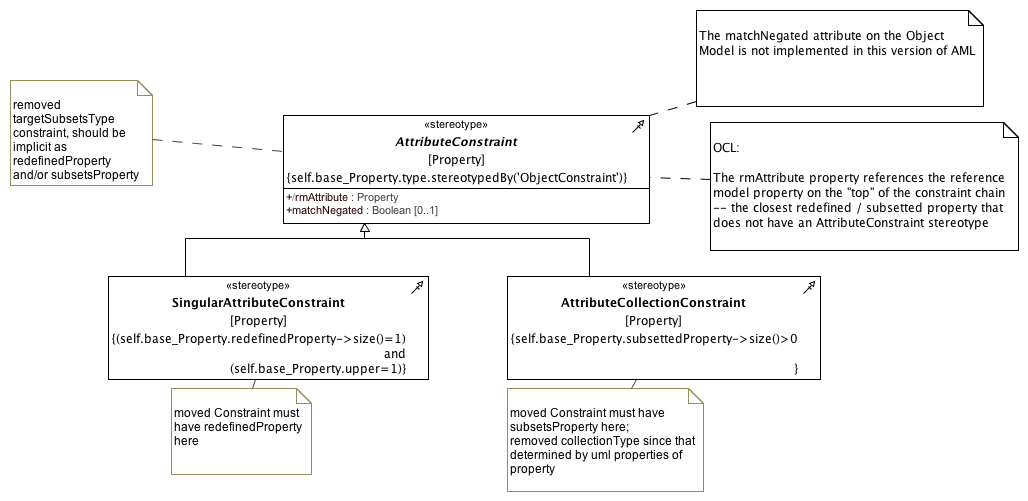 The matchNegated attribute on the Object
Model is not implemented in this version of AML
removed
targetSubsetsType
constraint, should be
implicit as
redefinedProperty
and/or subsetsProperty
«stereotype»
AttributeConstraint
[Property]
{self.base_Property.type.stereotypedBy('ObjectConstraint')}
+/rmAttribute : Property
+matchNegated : Boolean [0..1]
OCL:
The rmAttribute property references the reference
model property on the "top" of the constraint chain
-- the closest redefined / subsetted property that
does not have an AttributeConstraint stereotype
«stereotype»
SingularAttributeConstraint
[Property]
{(self.base_Property.redefinedProperty->size()=1)
and
(self.base_Property.upper=1)}
«stereotype»
AttributeCollectionConstraint
[Property]
{self.base_Property.subsettedProperty->size()>0
}
moved Constraint must
have redefinedProperty
here
moved Constraint must have
subsetsProperty here;
removed collectionType since that
determined by uml properties of
property